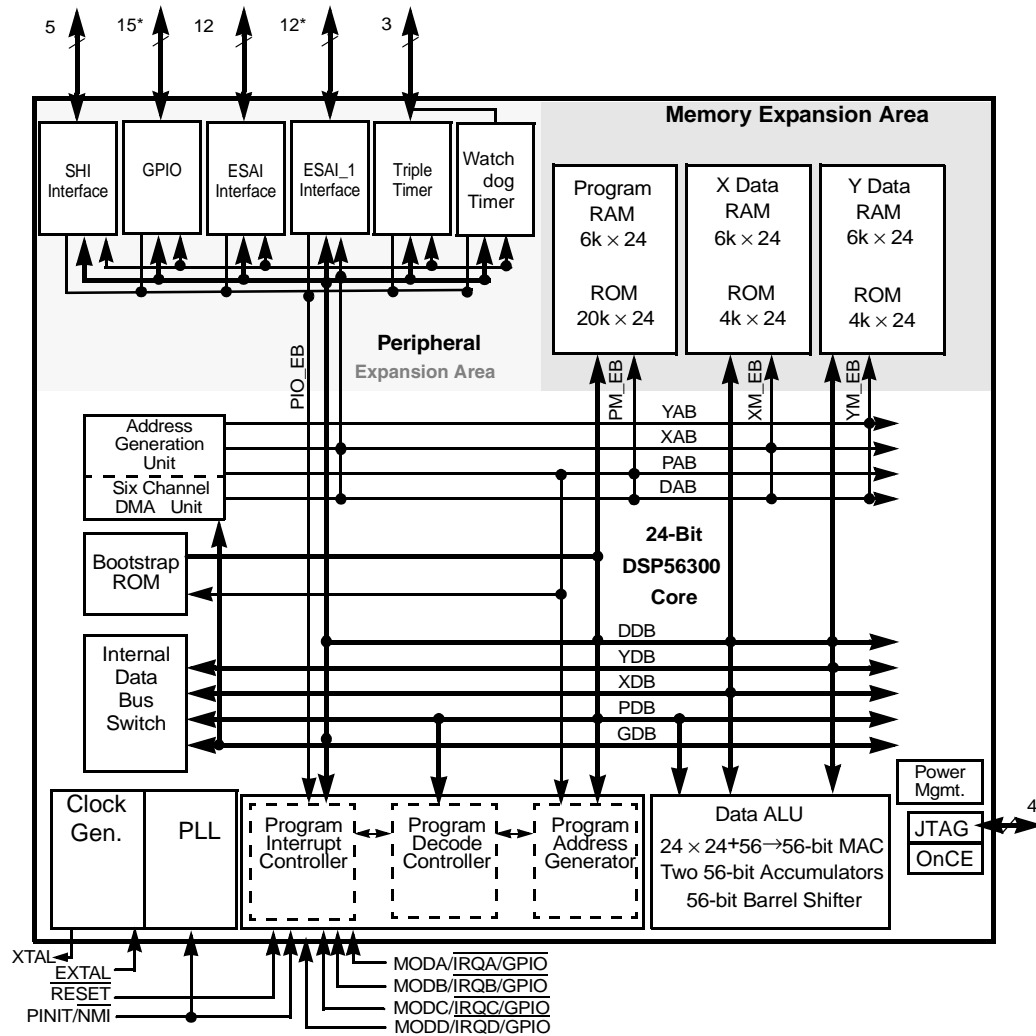 5 15* 12 12* 3
Memory Expansion Area
SHI
Interface
GPIO
ESAI
Interface
ESAI_1
Interface
Triple
Timer
Watch
dog
Timer
Program
RAM
6k × 24
ROM
20k × 24
X Data
RAM
6k × 24
ROM
4k × 24
Y Data
RAM
6k × 24
ROM
4k × 24
Peripheral
Expansion Area
PIO_EB
PM_EB
XM_EB
YM_EB
Address
Generation
Unit
Six Channel
DMA Unit
YAB
XAB
PAB
DAB
Bootstrap
ROM
24-Bit
DSP56300
Core
Internal
Data
Bus
Switch
DDB
YDB
XDB
PDB
GDB
Clock
Gen.
PLL
Program
Interrupt
Controller
Program
Decode
Controller
Program
Address
Generator
Data ALU
24 × 24+56→56-bit MAC
Two 56-bit Accumulators
56-bit Barrel Shifter
Power
Mgmt.
JTAG
OnCE
4
XTAL
EXTAL
RESET
PINIT/NMI
MODA/IRQA/GPIO
MODB/IRQB/GPIO
MODC/IRQC/GPIO
MODD/IRQD/GPIO